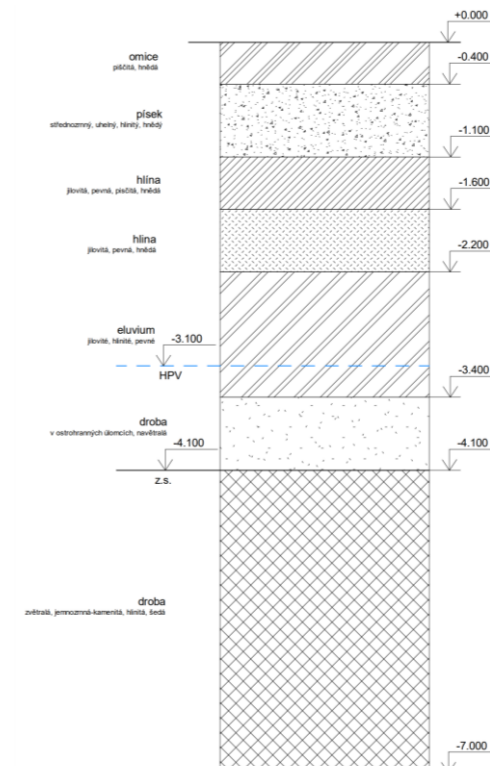 +0.000
omice
piščitá, hnědá
-0.400
písek
střednozrnný, uhelný, hlinitý, hnědý
-1.100
hlína
jílovitá, pevná, písčitá, hnědá
-1.600
hlína
jílovitá, pevná, hnědá
-2.200
eluvium
jílovité, hlinité, pevné
-3.100
HPV
-3.400
droba
v ostrohranných úlomcích, navětralá
-4.100
-4.100
z.s.
droba
zvětralá, jemnozrnná-kamenitá, hlinitá, šedá
-7.000